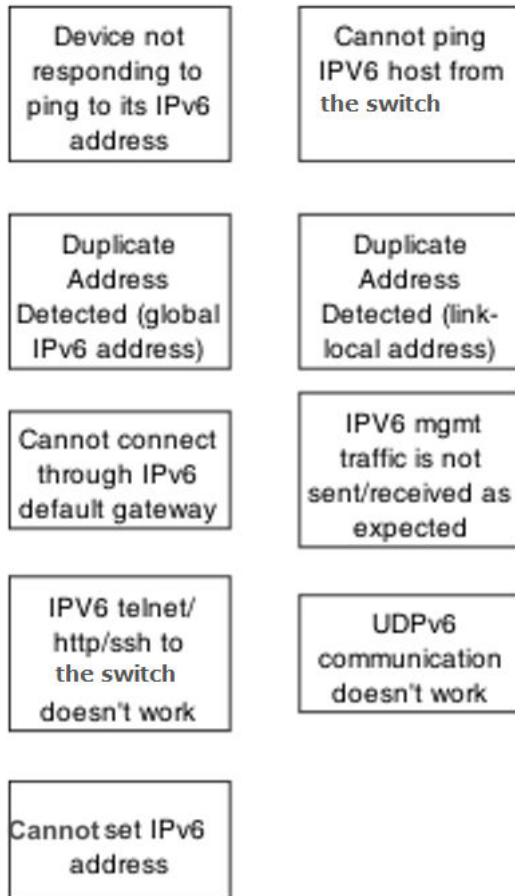 Device not
responding to
ping to its IPv6
address
Cannot ping
IPV6 host from
the switch
Duplicate
Address
Detected (global
IPv6 address)
Duplicate
Address
Detected (link-
local address)
Cannot connect
through IPv6
default gateway
IPV6 mgmt
traffic is not
sent/received as
expected
IPV6 telnet/
http/ssh to
the switch
doesn't work
UDPv6
communication
doesn't work
Cannot set IPv6
address